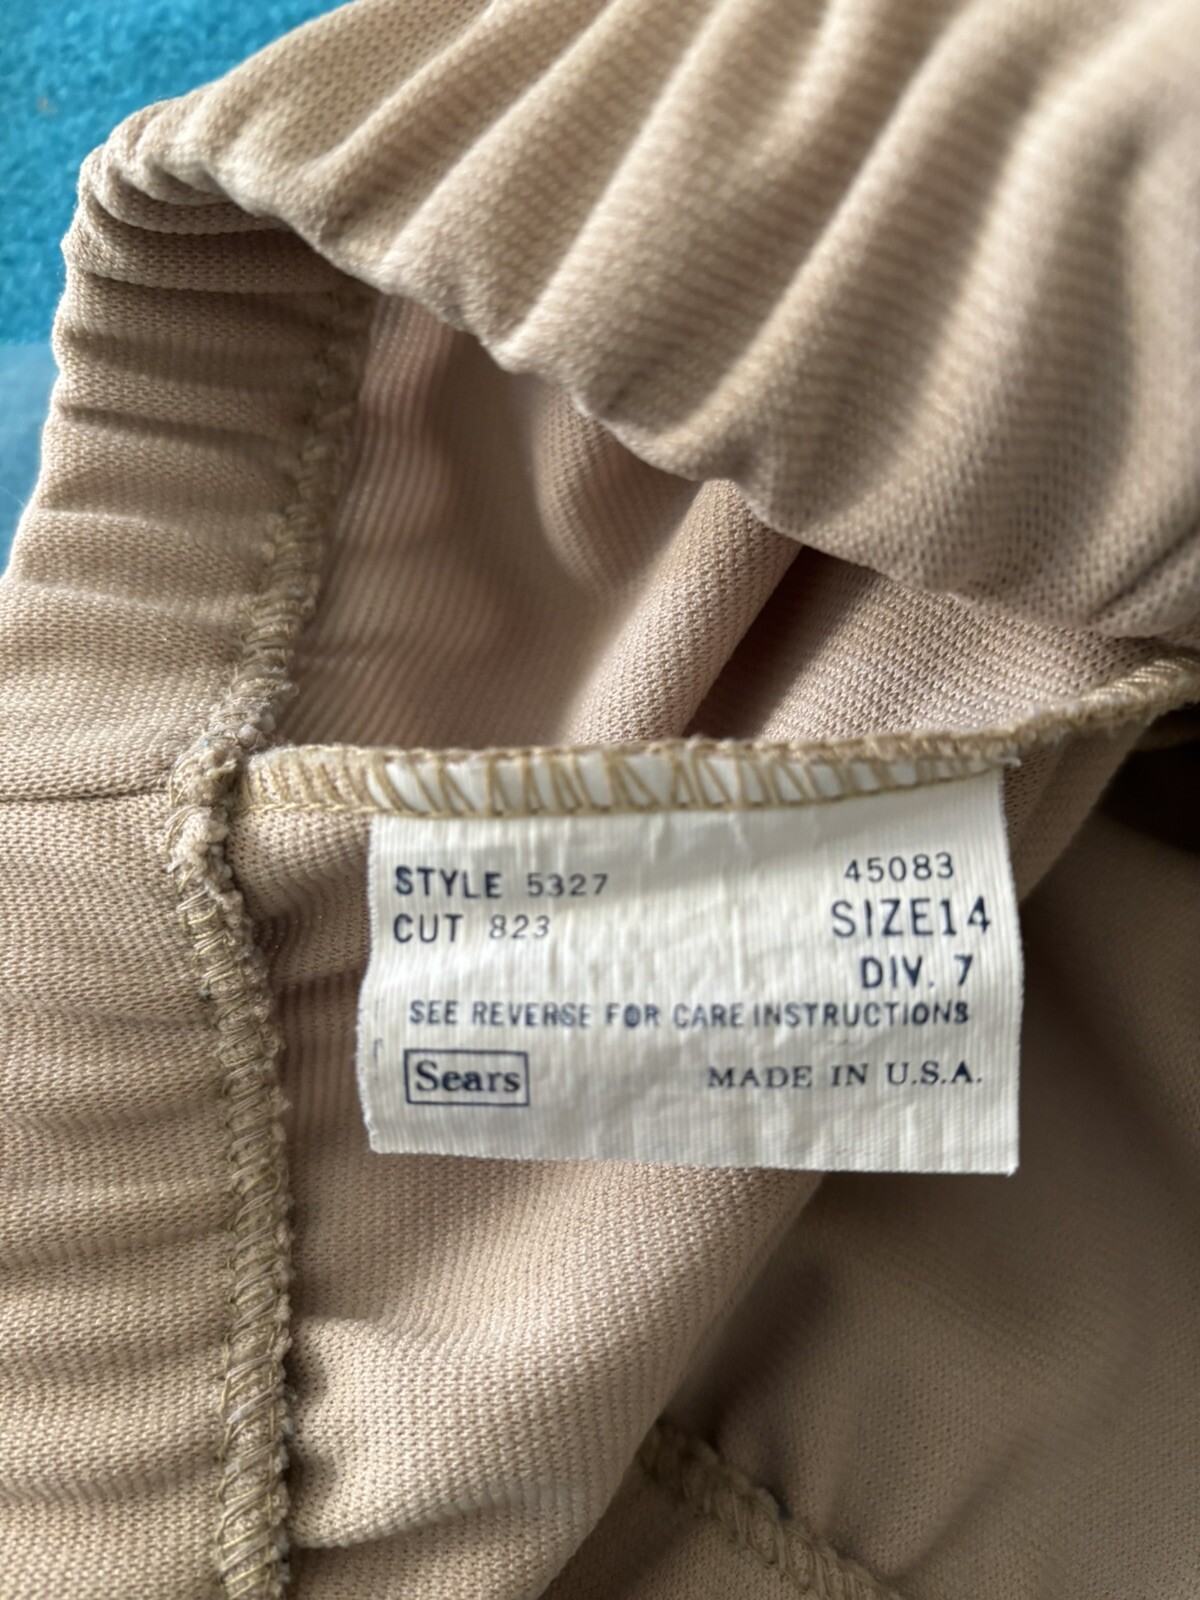 STYLE 5327 45083
CUT 823 SIZE14
DIV. 7
SEE REVERSE FOR CARE INSTRUCTIONS
Sears MADE IN U.S.A.